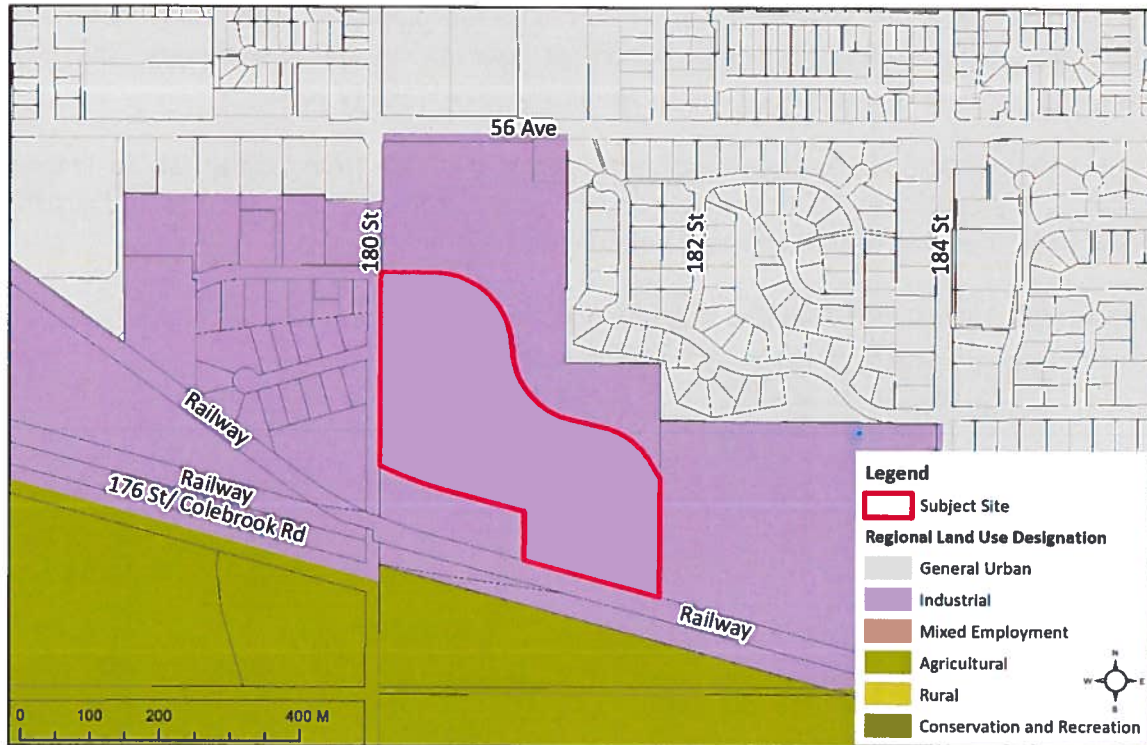 56 Ave
180 St
182 St
184 St
Railway
Railway
176 St/ Colebrook Rd
Railway
Legend
Subject Site
Regional Land Use Designation
General Urban
Industrial
Mixed Employment
Agricultural
Rural
Conservation and Recreation
N
W E
S
0 100 200 400 M